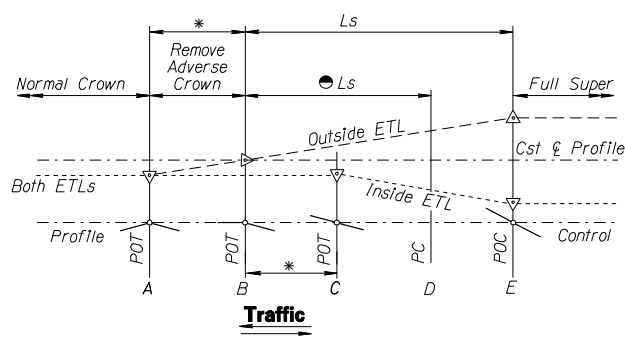 * Ls
Remove
Adverse
Crown
Normal Crown Ls Full Super
Outside ETL
Cst ℄ Profile
Both ETLs
Inside ETL
Profile Control
POT POT POT PC POC
*
A B C D E
Traffic